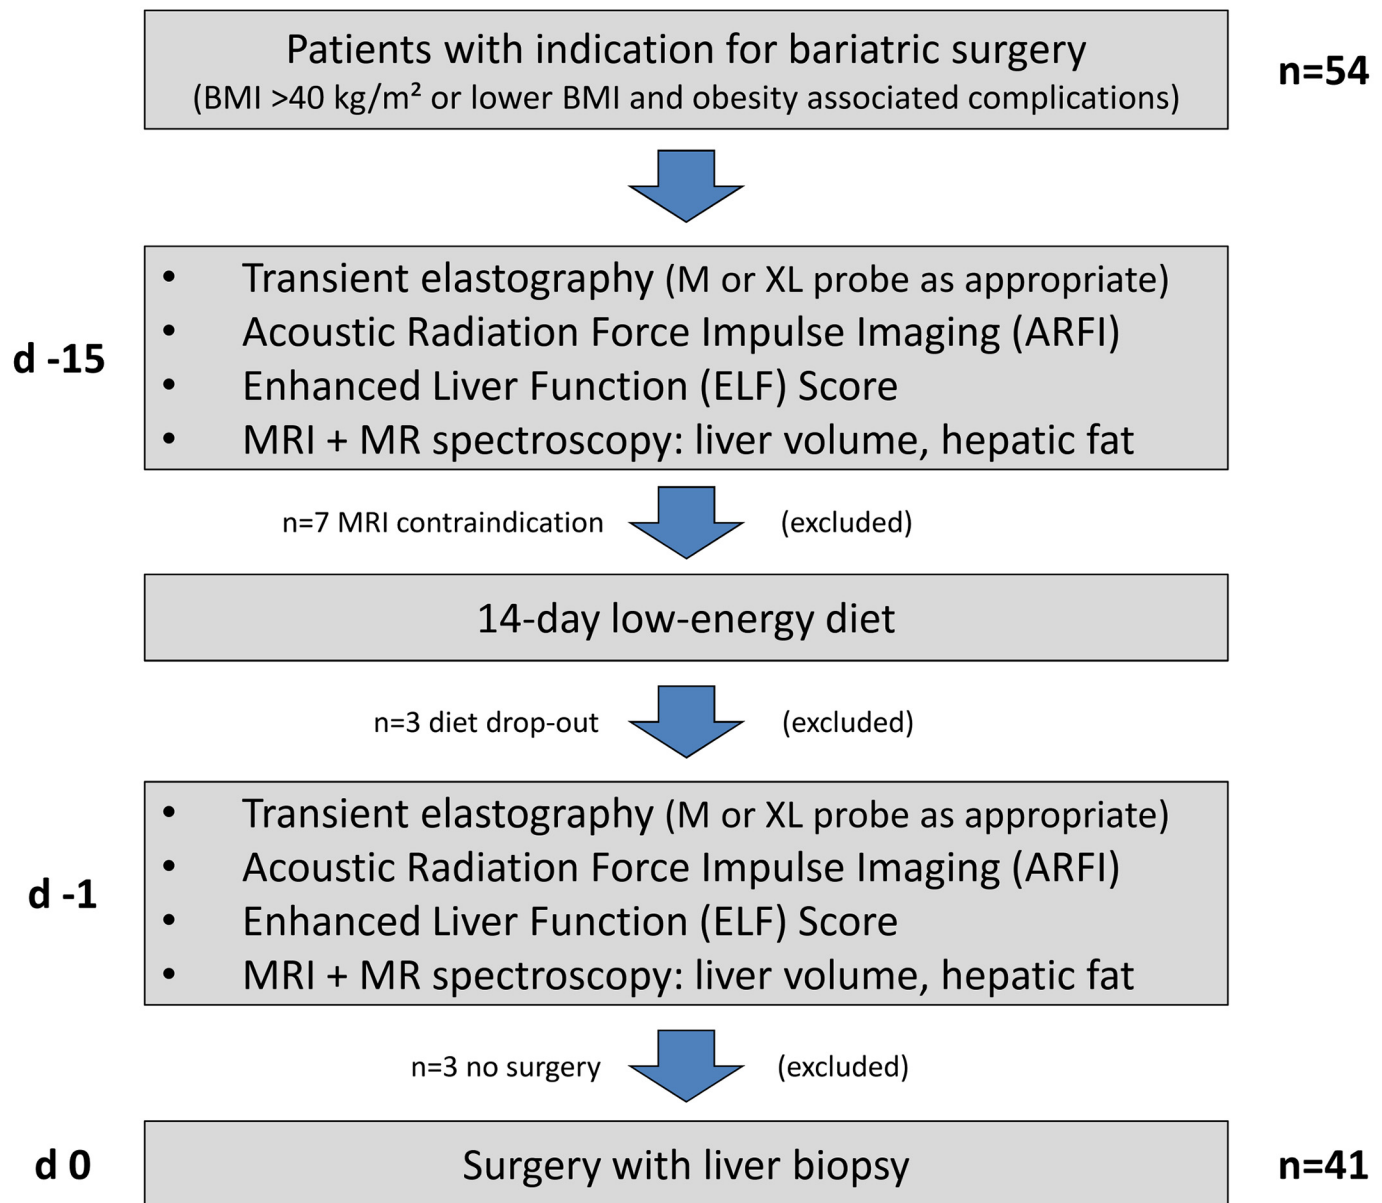 Patients with indication for bariatric surgery
(BMI >40 kg/m² or lower BMI and obesity associated complications)
n=54
d -15
• Transient elastography (M or XL probe as appropriate)
• Acoustic Radiation Force Impulse Imaging (ARFI)
• Enhanced Liver Function (ELF) Score
• MRI + MR spectroscopy: liver volume, hepatic fat
n=7 MRI contraindication (excluded)
14-day low-energy diet
n=3 diet drop-out (excluded)
d -1
• Transient elastography (M or XL probe as appropriate)
• Acoustic Radiation Force Impulse Imaging (ARFI)
• Enhanced Liver Function (ELF) Score
• MRI + MR spectroscopy: liver volume, hepatic fat
n=3 no surgery (excluded)
d 0
Surgery with liver biopsy
n=41